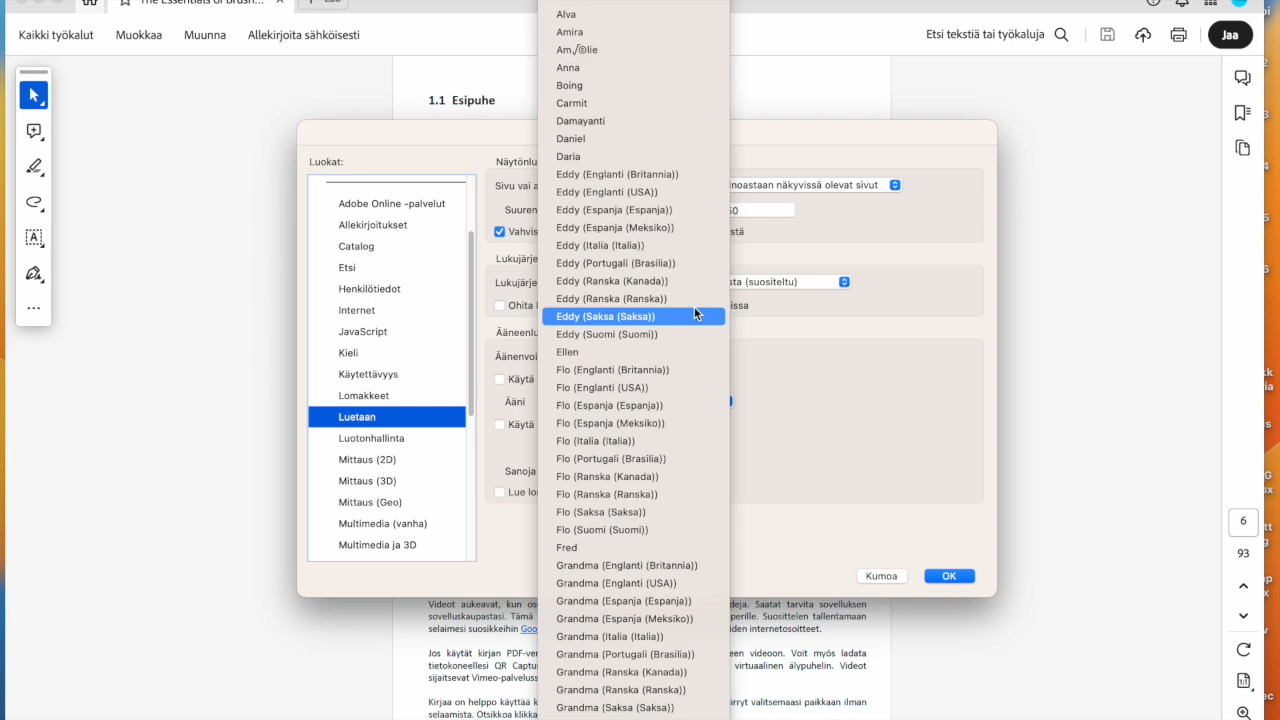 The Essentials of Brush...
Kaikki työkalut
Muokkaa
Muunna
Allekirjoita sähköisesti
Etsi tekstiä tai työkaluja
Jaa
1.1 Esipuhe
Luokat:
Adobe Online -palvelut
Allekirjoitukset
Catalog
Etsi
Henkilötiedot
Internet
JavaScript
Kieli
Käytettävyys
Lomakkeet
Luetaan
Luotonhallinta
Mittaus (2D)
Mittaus (3D)
Mittaus (Geo)
Multimedia (vanha)
Multimedia ja 3D
Näytönlu
Sivu vai a
inoastaan näkyvissä olevat sivut
Suuren
50
Vahvis
stä
Lukujärje
Lukujärje
sta (suositeltu)
Ohita
issa
Ääneenlu
Äänenvoi
Käytä
Ääni
Käytä
Sanoja
Lue lo
Alva
Amira
Am./©lie
Anna
Boing
Carmit
Damayanti
Daniel
Daria
Eddy (Englanti (Britannia))
Eddy (Englanti (USA))
Eddy (Espanja (Espanja))
Eddy (Espanja (Meksiko))
Eddy (Italia (Italia))
Eddy (Portugali (Brasilia))
Eddy (Ranska (Kanada))
Eddy (Ranska (Ranska))
Eddy (Saksa (Saksa))
Eddy (Suomi (Suomi))
Ellen
Flo (Englanti (Britannia))
Flo (Englanti (USA))
Flo (Espanja (Espanja))
Flo (Espanja (Meksiko))
Flo (Italia (Italia))
Flo (Portugali (Brasilia))
Flo (Ranska (Kanada))
Flo (Ranska (Ranska))
Flo (Saksa (Saksa))
Flo (Suomi (Suomi))
Fred
Grandma (Englanti (Britannia))
Grandma (Englanti (USA))
Grandma (Espanja (Espanja))
Grandma (Espanja (Meksiko))
Grandma (Italia (Italia))
Grandma (Portugali (Brasilia))
Grandma (Ranska (Kanada))
Grandma (Ranska (Ranska))
Grandma (Saksa (Saksa))
Kumoa
OK
Videot aukeavat, kun os
deja. Saatat tarvita sovelluksen
sovelluskaupastasi. Tämä
perille. Suosittelen tallentamaan
selaimesi suosikkeihin Goo
iden internetosoitteet.
Jos käytät kirjan PDF-ver
een videoon. Voit myös ladata
tietokoneellesi QR Captu
virtuaalinen älypuhelin. Videot
sijaitsevat Vimeo-palveluss
Kirjaa on helppo käyttää k
irryt valitsemaasi paikkaan ilman
selaamista. Otsikkoa klikka
6
93